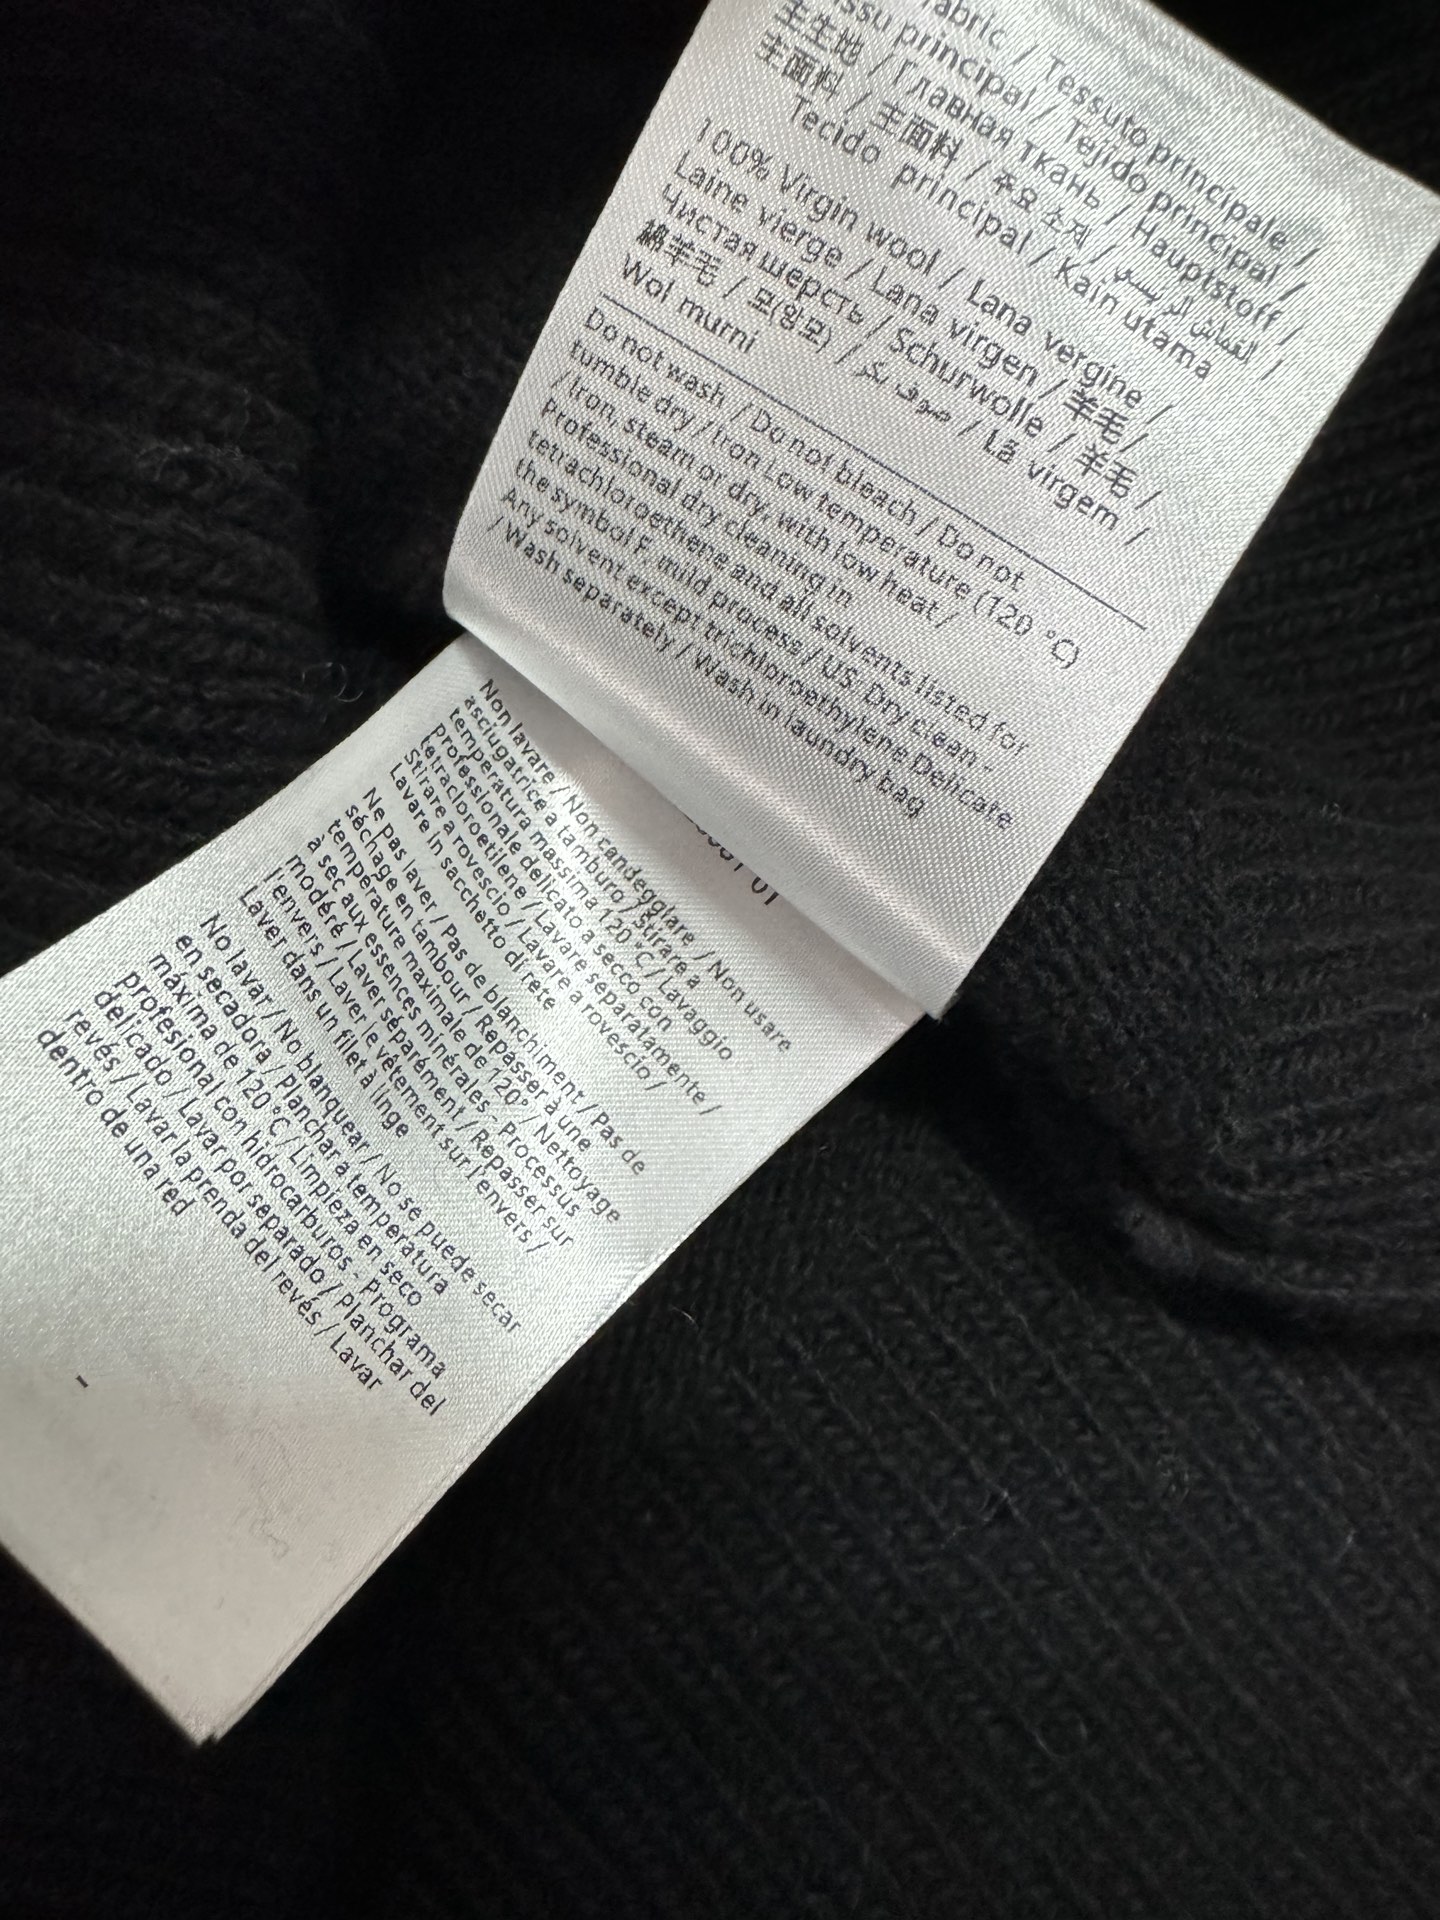 fabric / Tessuto principale /
principal / Tejido principal /
主生地 / Главная ткань / Hauptstoff /
主面料 / 主面料 / 주요 소재 / القماش الرئيسي /
Tecido principal / Kain utama
100% Virgin wool / Lana vergine /
Laine vierge / Lana virgen / 羊毛 /
Чистая шерсть / Schurwolle / 羊毛 /
綿羊毛 / 모(양모) / صوف بكر / Lã virgem /
Wol murni
Do not wash / Do not bleach / Do not
tumble dry / Iron Low temperature (120 °C)
/ Iron, steam or dry, with low heat /
Professional dry cleaning in
tetrachloroethene and all solvents listed for
the symbol F, mild process / US: Dry clean -
Any solvent except trichloroethylene Delicate
/ Wash separately / Wash in laundry bag
01
Non lavare / Non candeggiare / Non usare
asciugatrice a tamburo / Stirare a
temperatura massima 120 °C / Lavaggio
professionale delicato a secco con
tetracloroetilene / Lavare separatamente /
Stirare a rovescio / Lavare a rovescio /
Lavare in sacchetto di rete
Ne pas laver / Pas de blanchiment / Pas de
séchage en tambour / Repasser à une
température maximale de 120° / Nettoyage
à sec aux essences minérales - Processus
modéré / Laver séparément / Repasser sur
l'envers / Laver le vêtement sur l'envers /
Laver dans un filet à linge
No lavar / No blanquear / No se puede secar
en secadora / Planchar a temperatura
máxima de 120 °C / Limpieza en seco
profesional con hidrocarburos - Programa
delicado / Lavar por separado / Planchar del
revés / Lavar la prenda del revés / Lavar
dentro de una red
-